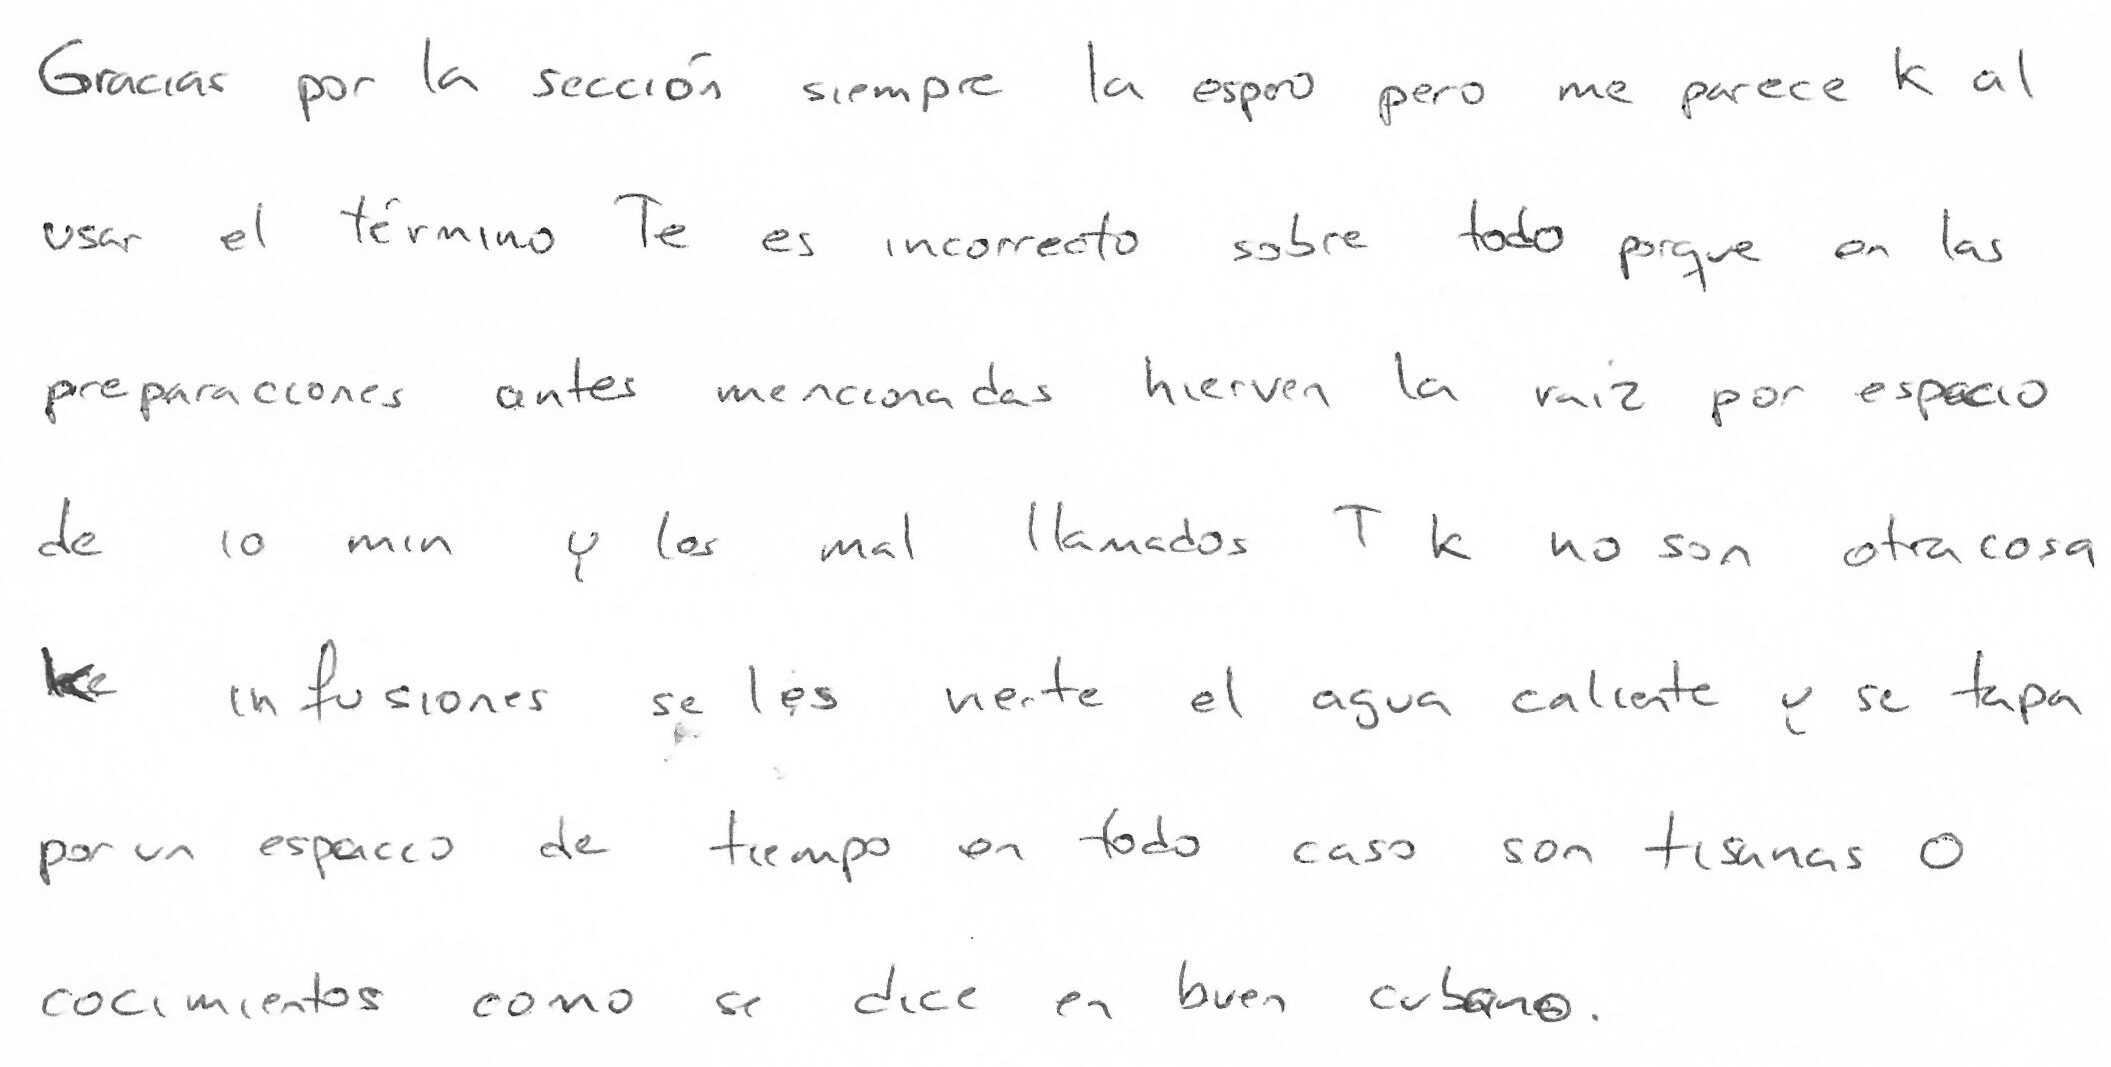 Gracias por la sección siempre la espero pero me parece k al
usar el término Te es incorrecto sobre todo porque en las
preparaciones antes mencionadas hierven la raiz por espacio
de 10 min y los mal llamados T k no son otra cosa
ke infusiones se les vierte el agua caliente y se tapa
por un espacio de tiempo en todo caso son tisanas o
cocimientos como se dice en buen cubano.